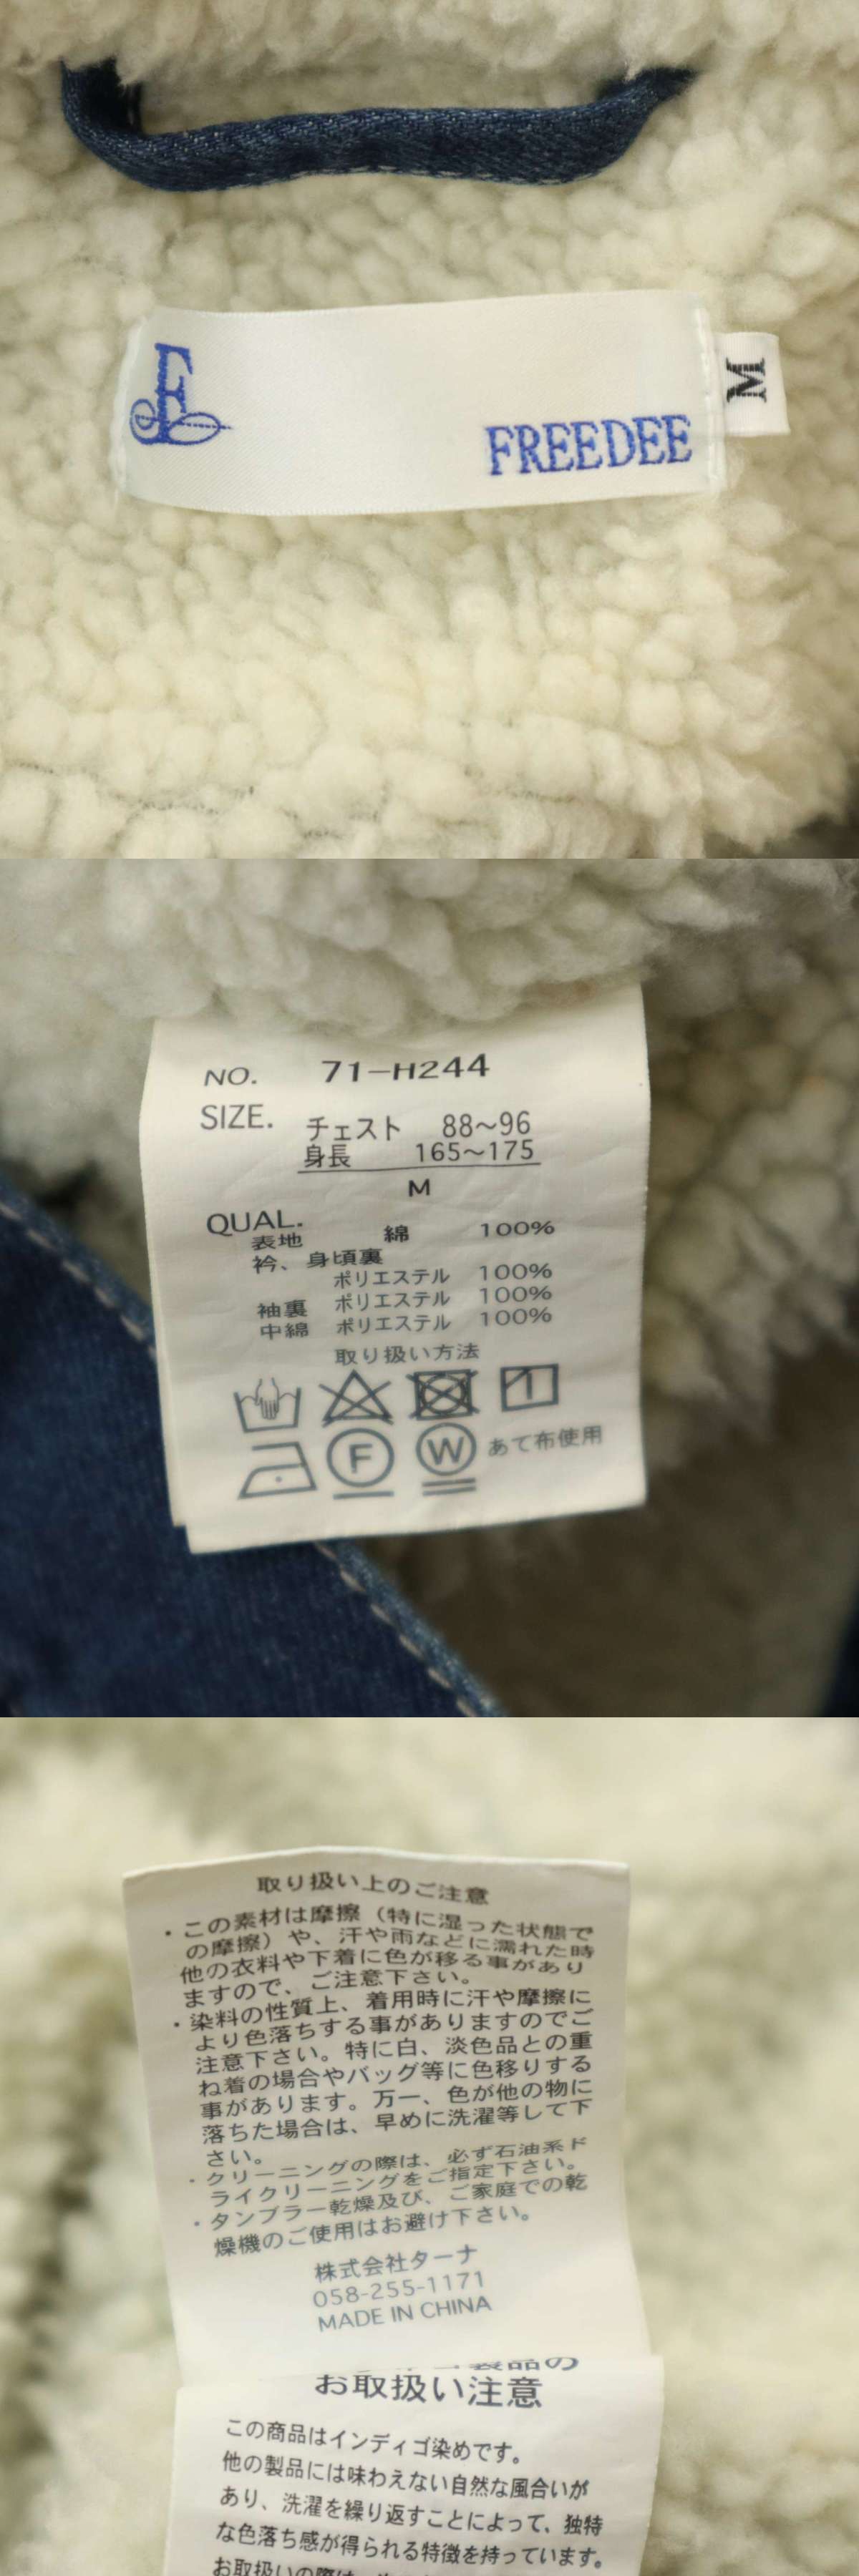 F
FREEDEE
M
NO. 71-H244
SIZE. チェスト 88〜96
身長 165〜175
M
QUAL.
表地 綿 100%
衿、身頃裏
ポリエステル 100%
袖裏 ポリエステル 100%
中綿 ポリエステル 100%
取り扱い方法
F W あて布使用
取り扱い上のご注意
・この素材は摩擦（特に湿った状態で
の摩擦）や、汗や雨などに濡れた時
他の衣料や下着に色が移る事があり
ますので、ご注意下さい。
・染料の性質上、着用時に汗や摩擦に
より色落ちする事がありますのでご
注意下さい。特に白、淡色品との重
ね着の場合やバッグ等に色移りする
事があります。万一、色が他の物に
落ちた場合は、早めに洗濯等して下
さい。
・クリーニングの際は、必ず石油系ド
ライクリーニングをご指定下さい。
・タンブラー乾燥及び、ご家庭での乾
燥機のご使用はお避け下さい。
株式会社ターナ
058-255-1171
MADE IN CHINA
製品の
お取扱い注意
この商品はインディゴ染めです。
他の製品には味わえない自然な風合いが
あり、洗濯を繰り返すことによって、独特
な色落ち感が得られる特徴を持っています。
お取扱いの際は